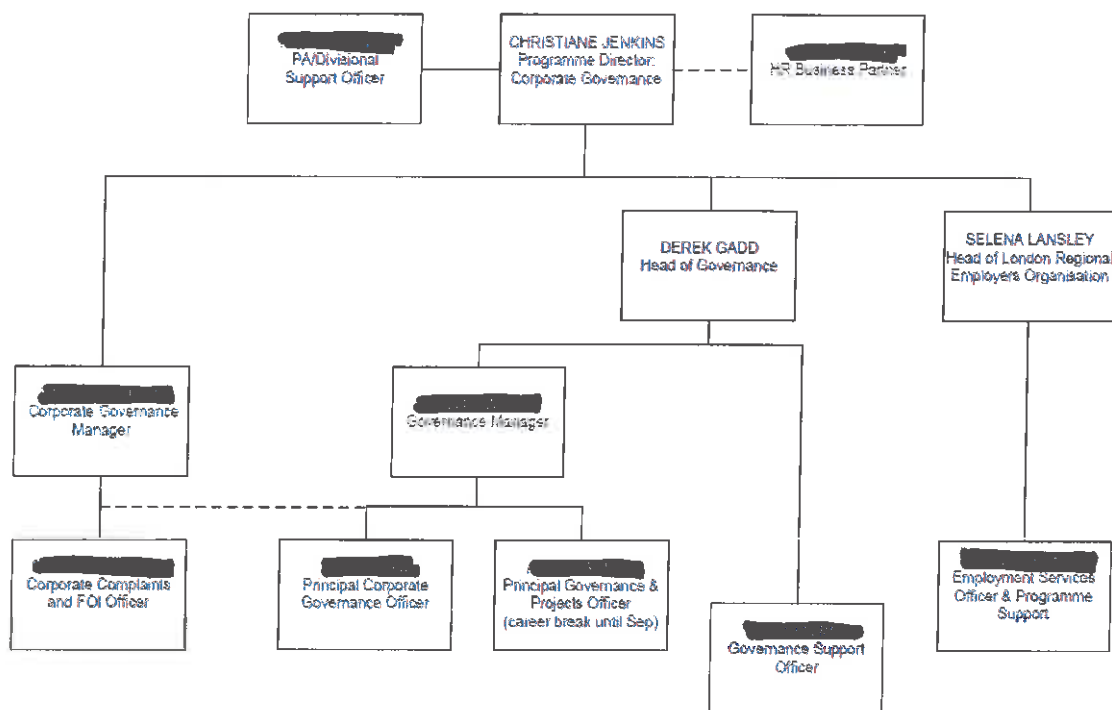 PA/Divisional
Support Officer
CHRISTIANE JENKINS
Programme Director:
Corporate Governance
HR Business Partner
DEREK GADD
Head of Governance
SELENA LANSLEY
Head of London Regional
Employers Organisation
Corporate Governance
Manager
Governance Manager
Corporate Complaints
and FOI Officer
Principal Corporate
Governance Officer
Principal Governance &
Projects Officer
(career break until Sep)
Governance Support
Officer
Employment Services
Officer & Programme
Support